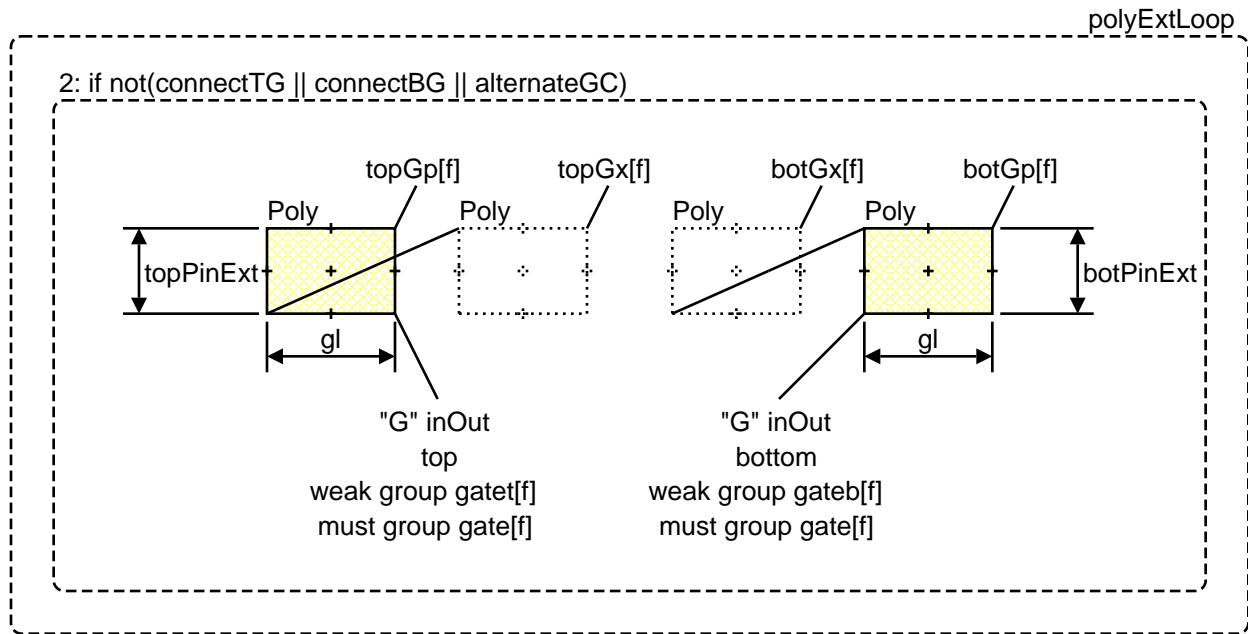 polyExtLoop
2: if not(connectTG || connectBG || alternateGC)
topGp[f]
topGx[f]
botGx[f]
botGp[f]
Poly
Poly
Poly
Poly
topPinExt
botPinExt
gl
gl
"G" inOut
top
weak group gatet[f]
must group gate[f]
"G" inOut
bottom
weak group gateb[f]
must group gate[f]